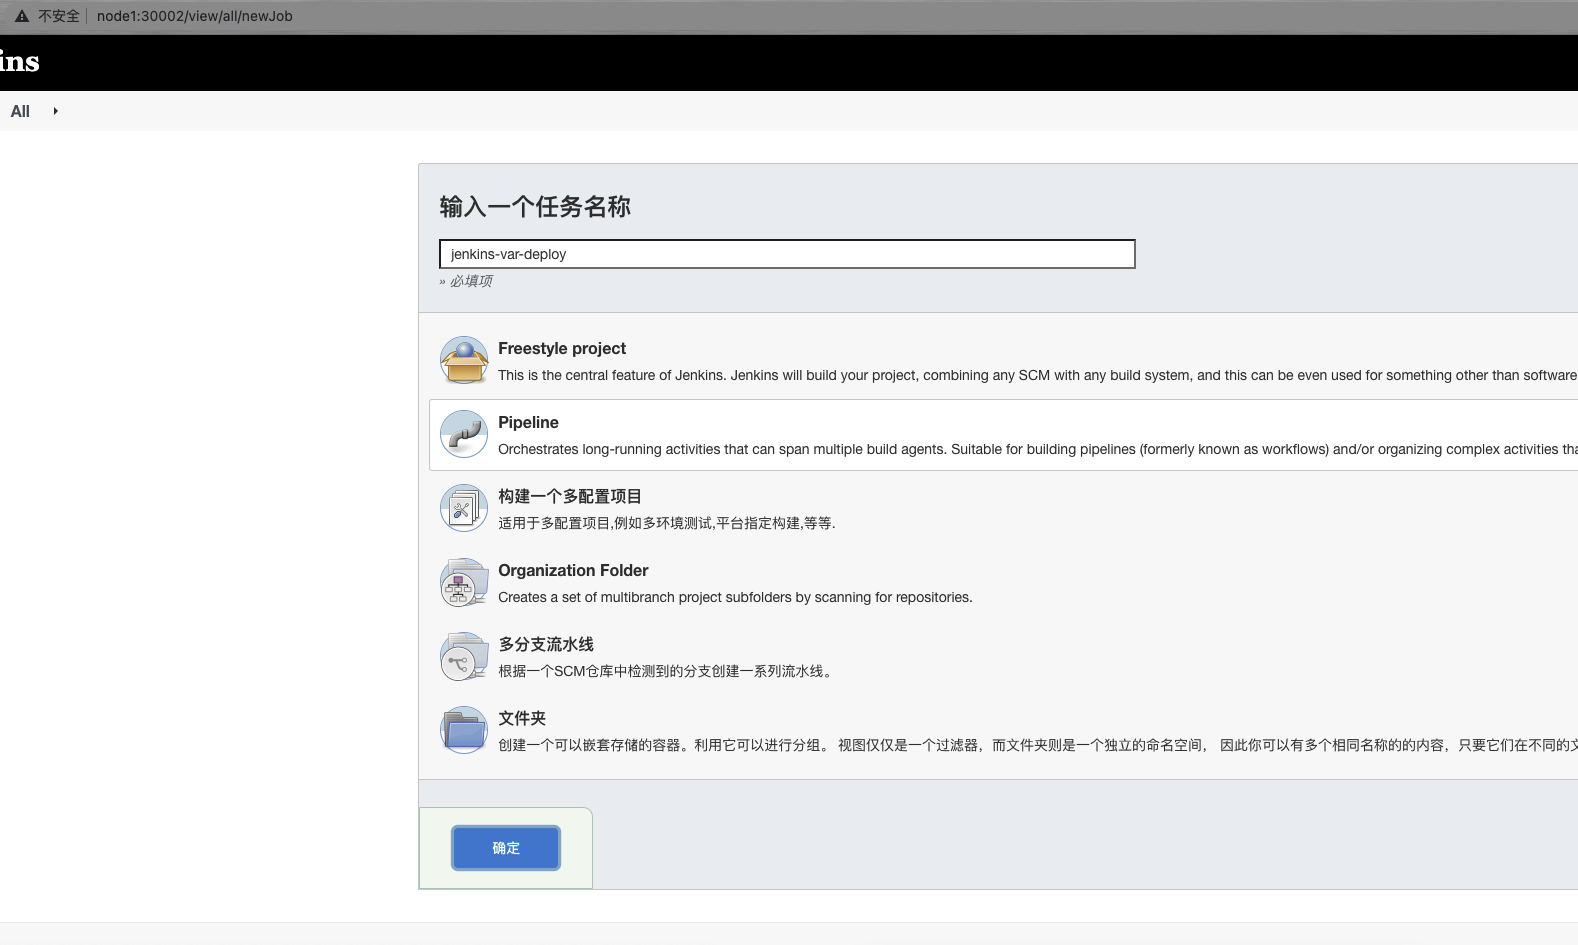 不安全 node1:30002/view/all/newJob
ins
All
输入一个任务名称
jenkins-var-deploy
» 必填项
Freestyle project
This is the central feature of Jenkins. Jenkins will build your project, combining any SCM with any build system, and this can be even used for something other than software
Pipeline
Orchestrates long-running activities that can span multiple build agents. Suitable for building pipelines (formerly known as workflows) and/or organizing complex activities tha
构建一个多配置项目
适用于多配置项目,例如多环境测试,平台指定构建,等等.
Organization Folder
Creates a set of multibranch project subfolders by scanning for repositories.
多分支流水线
根据一个SCM仓库中检测到的分支创建一系列流水线。
文件夹
创建一个可以嵌套存储的容器。利用它可以进行分组。 视图仅仅是一个过滤器，而文件夹则是一个独立的命名空间， 因此你可以有多个相同名称的的内容，只要它们在不同的文
确定